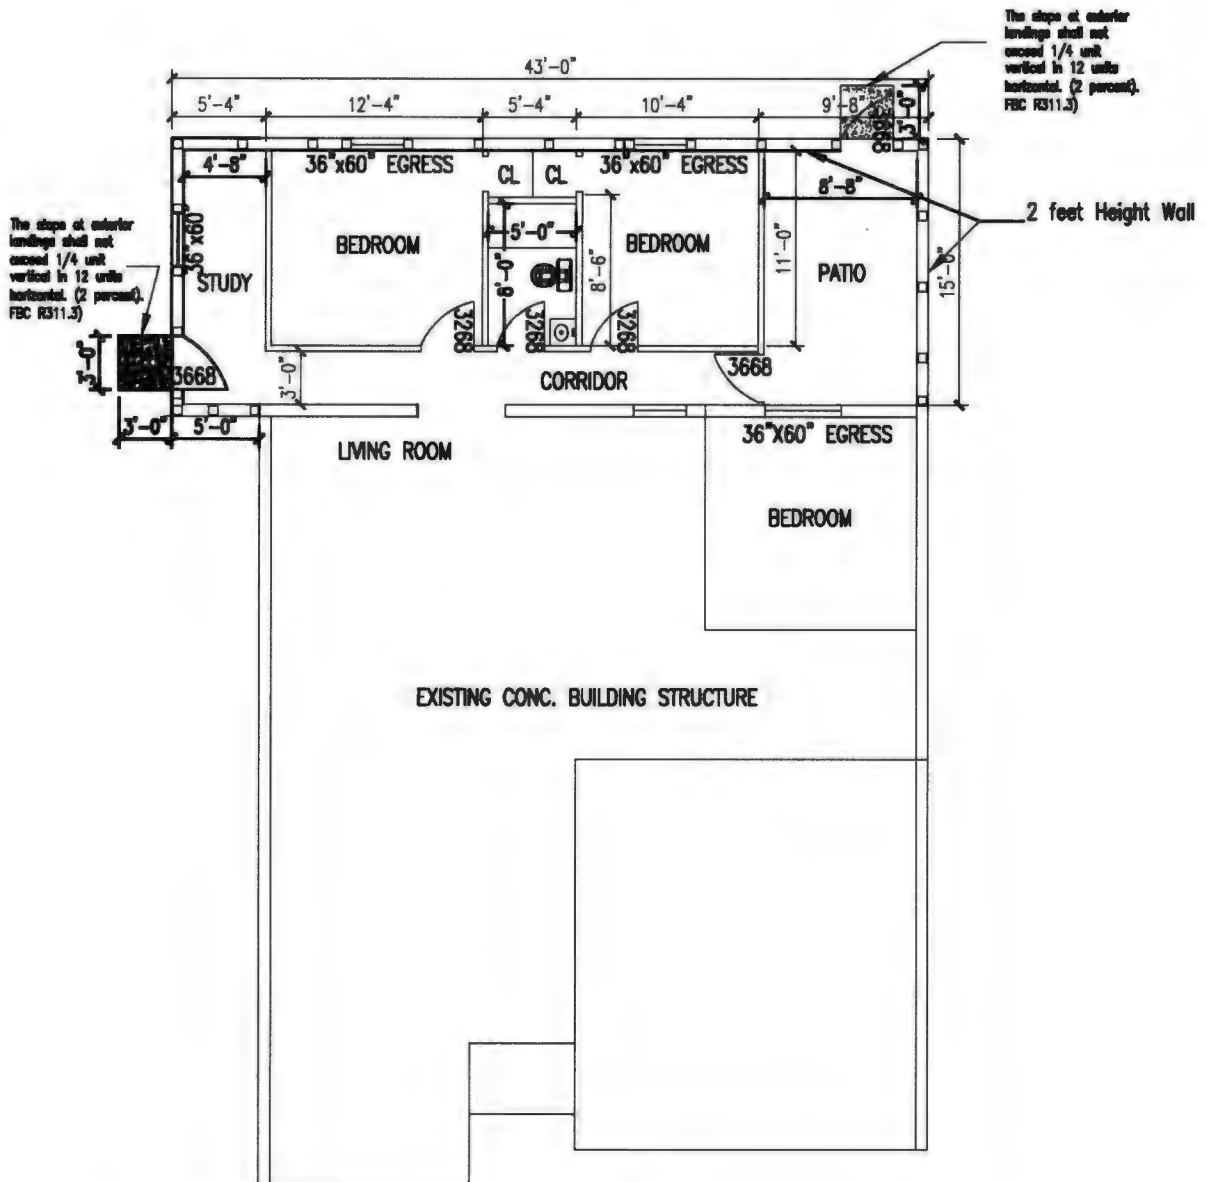 The slope at exterior
landings shall not
exceed 1/4 unit
vertical in 12 units
horizontal. (2 percent).
FBC R311.3)
43'-0"
5'-4" 12'-4" 5'-4" 10'-4" 9'-8"
3'-0"
3668
4'-8" 36"x60" EGRESS CL CL 36"x60" EGRESS
8'-8"
2 feet Height Wall
The slope at exterior
landings shall not
exceed 1/4 unit
vertical in 12 units
horizontal. (2 percent).
FBC R311.3)
36"x60"
STUDY
BEDROOM
5'-0"
8'-0"
8'-6"
BEDROOM
11'-0"
PATIO
15'-6"
3268 3268 3268
3'-0"
3668
3'-0"
CORRIDOR
3668
3'-0" 5'-0"
LIVING ROOM
36"X60" EGRESS
BEDROOM
EXISTING CONC. BUILDING STRUCTURE